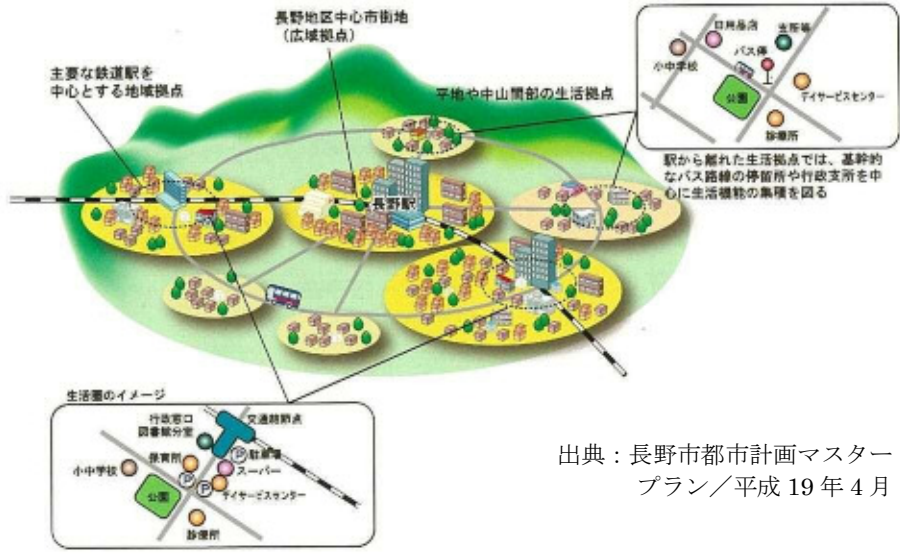 長野地区中心市街地
(広域拠点)
主要な鉄道駅を
中心とする地域拠点
平地や中山間部の生活拠点
日用品店
支所等
バス停
小中学校
公園
デイサービスセンター
診療所
駅から離れた生活拠点では、基幹的
なバス路線の停留所や行政支所を中
心に生活機能の集積を図る
長野駅
生活圏のイメージ
行政窓口
図書館分室
交通結節点
保育所
P 駐車場
小中学校
スーパー
P
P
デイサービスセンター
公園
診療所
出典:長野市都市計画マスター
プラン/平成 19 年 4 月